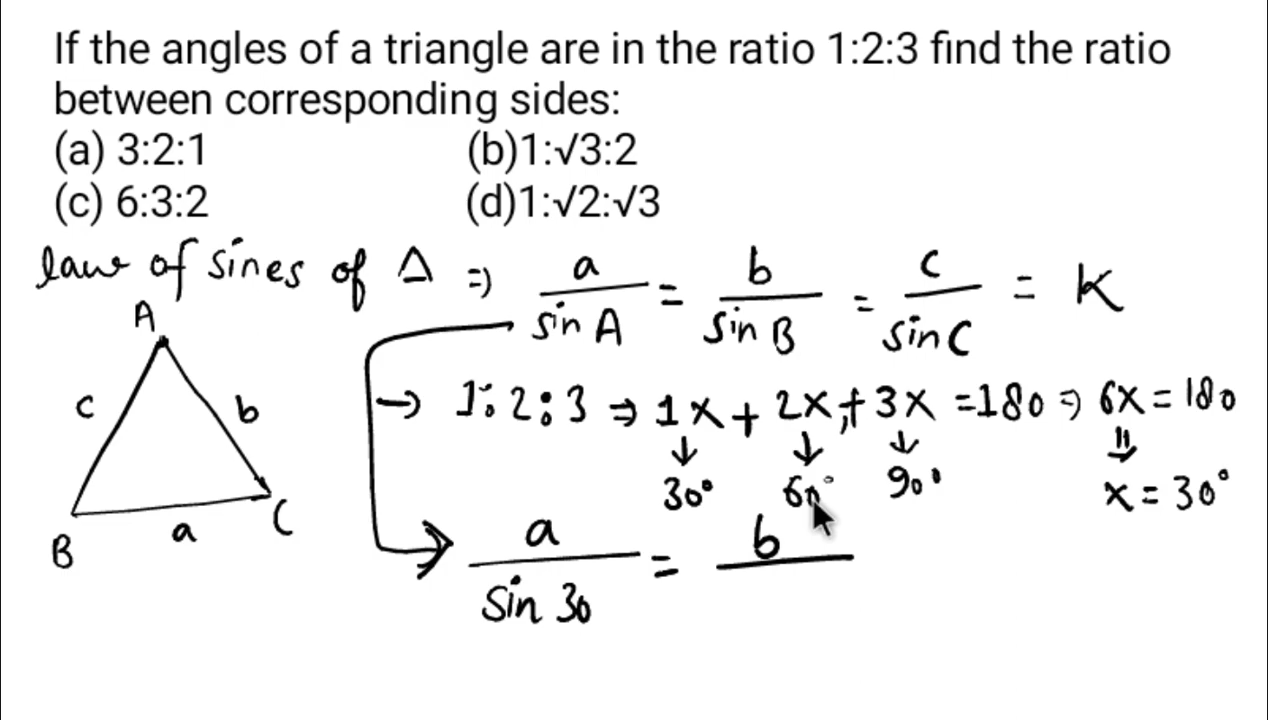 If the angles of a triangle are in the ratio 1:2:3 find the ratio
between corresponding sides:
(a) 3:2:1 (b)1:√3:2
(c) 6:3:2 (d)1:√2:√3
law of sines of Δ ⇒ a/sin A = b/sin B = c/sin C = K
A
c b
B a C
→ 1:2:3 ⇒ 1x + 2x + 3x = 180 ⇒ 6x = 180
30° 60° 90° x = 30°
a/sin 30 = b